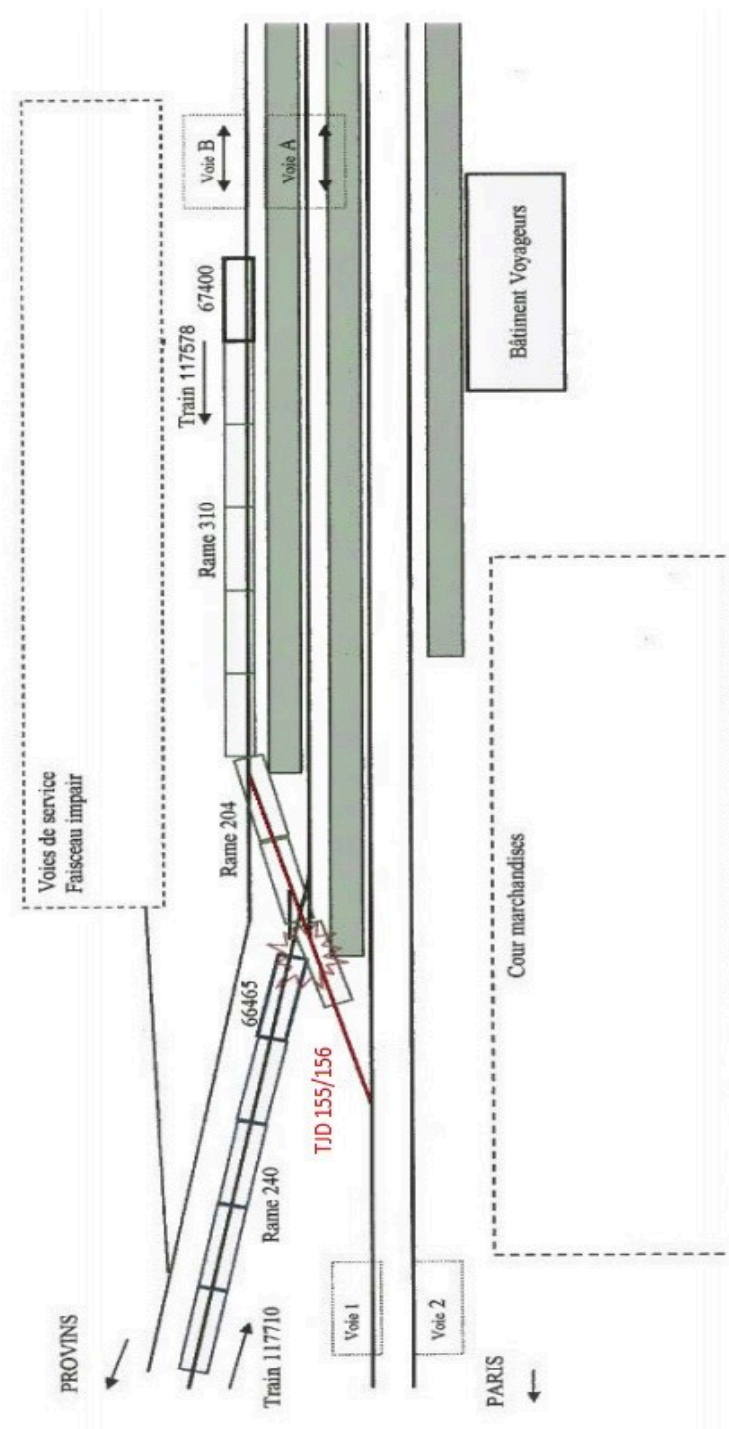 Voies de service
Faisceau impair
Voie B
Voie A
67400
Train 117578
Rame 310
Rame 204
66465
TJD 155/156
Rame 240
Train 117710
PROVINS
Voie 1
Voie 2
PARIS
Bâtiment Voyageurs
Cour marchandises